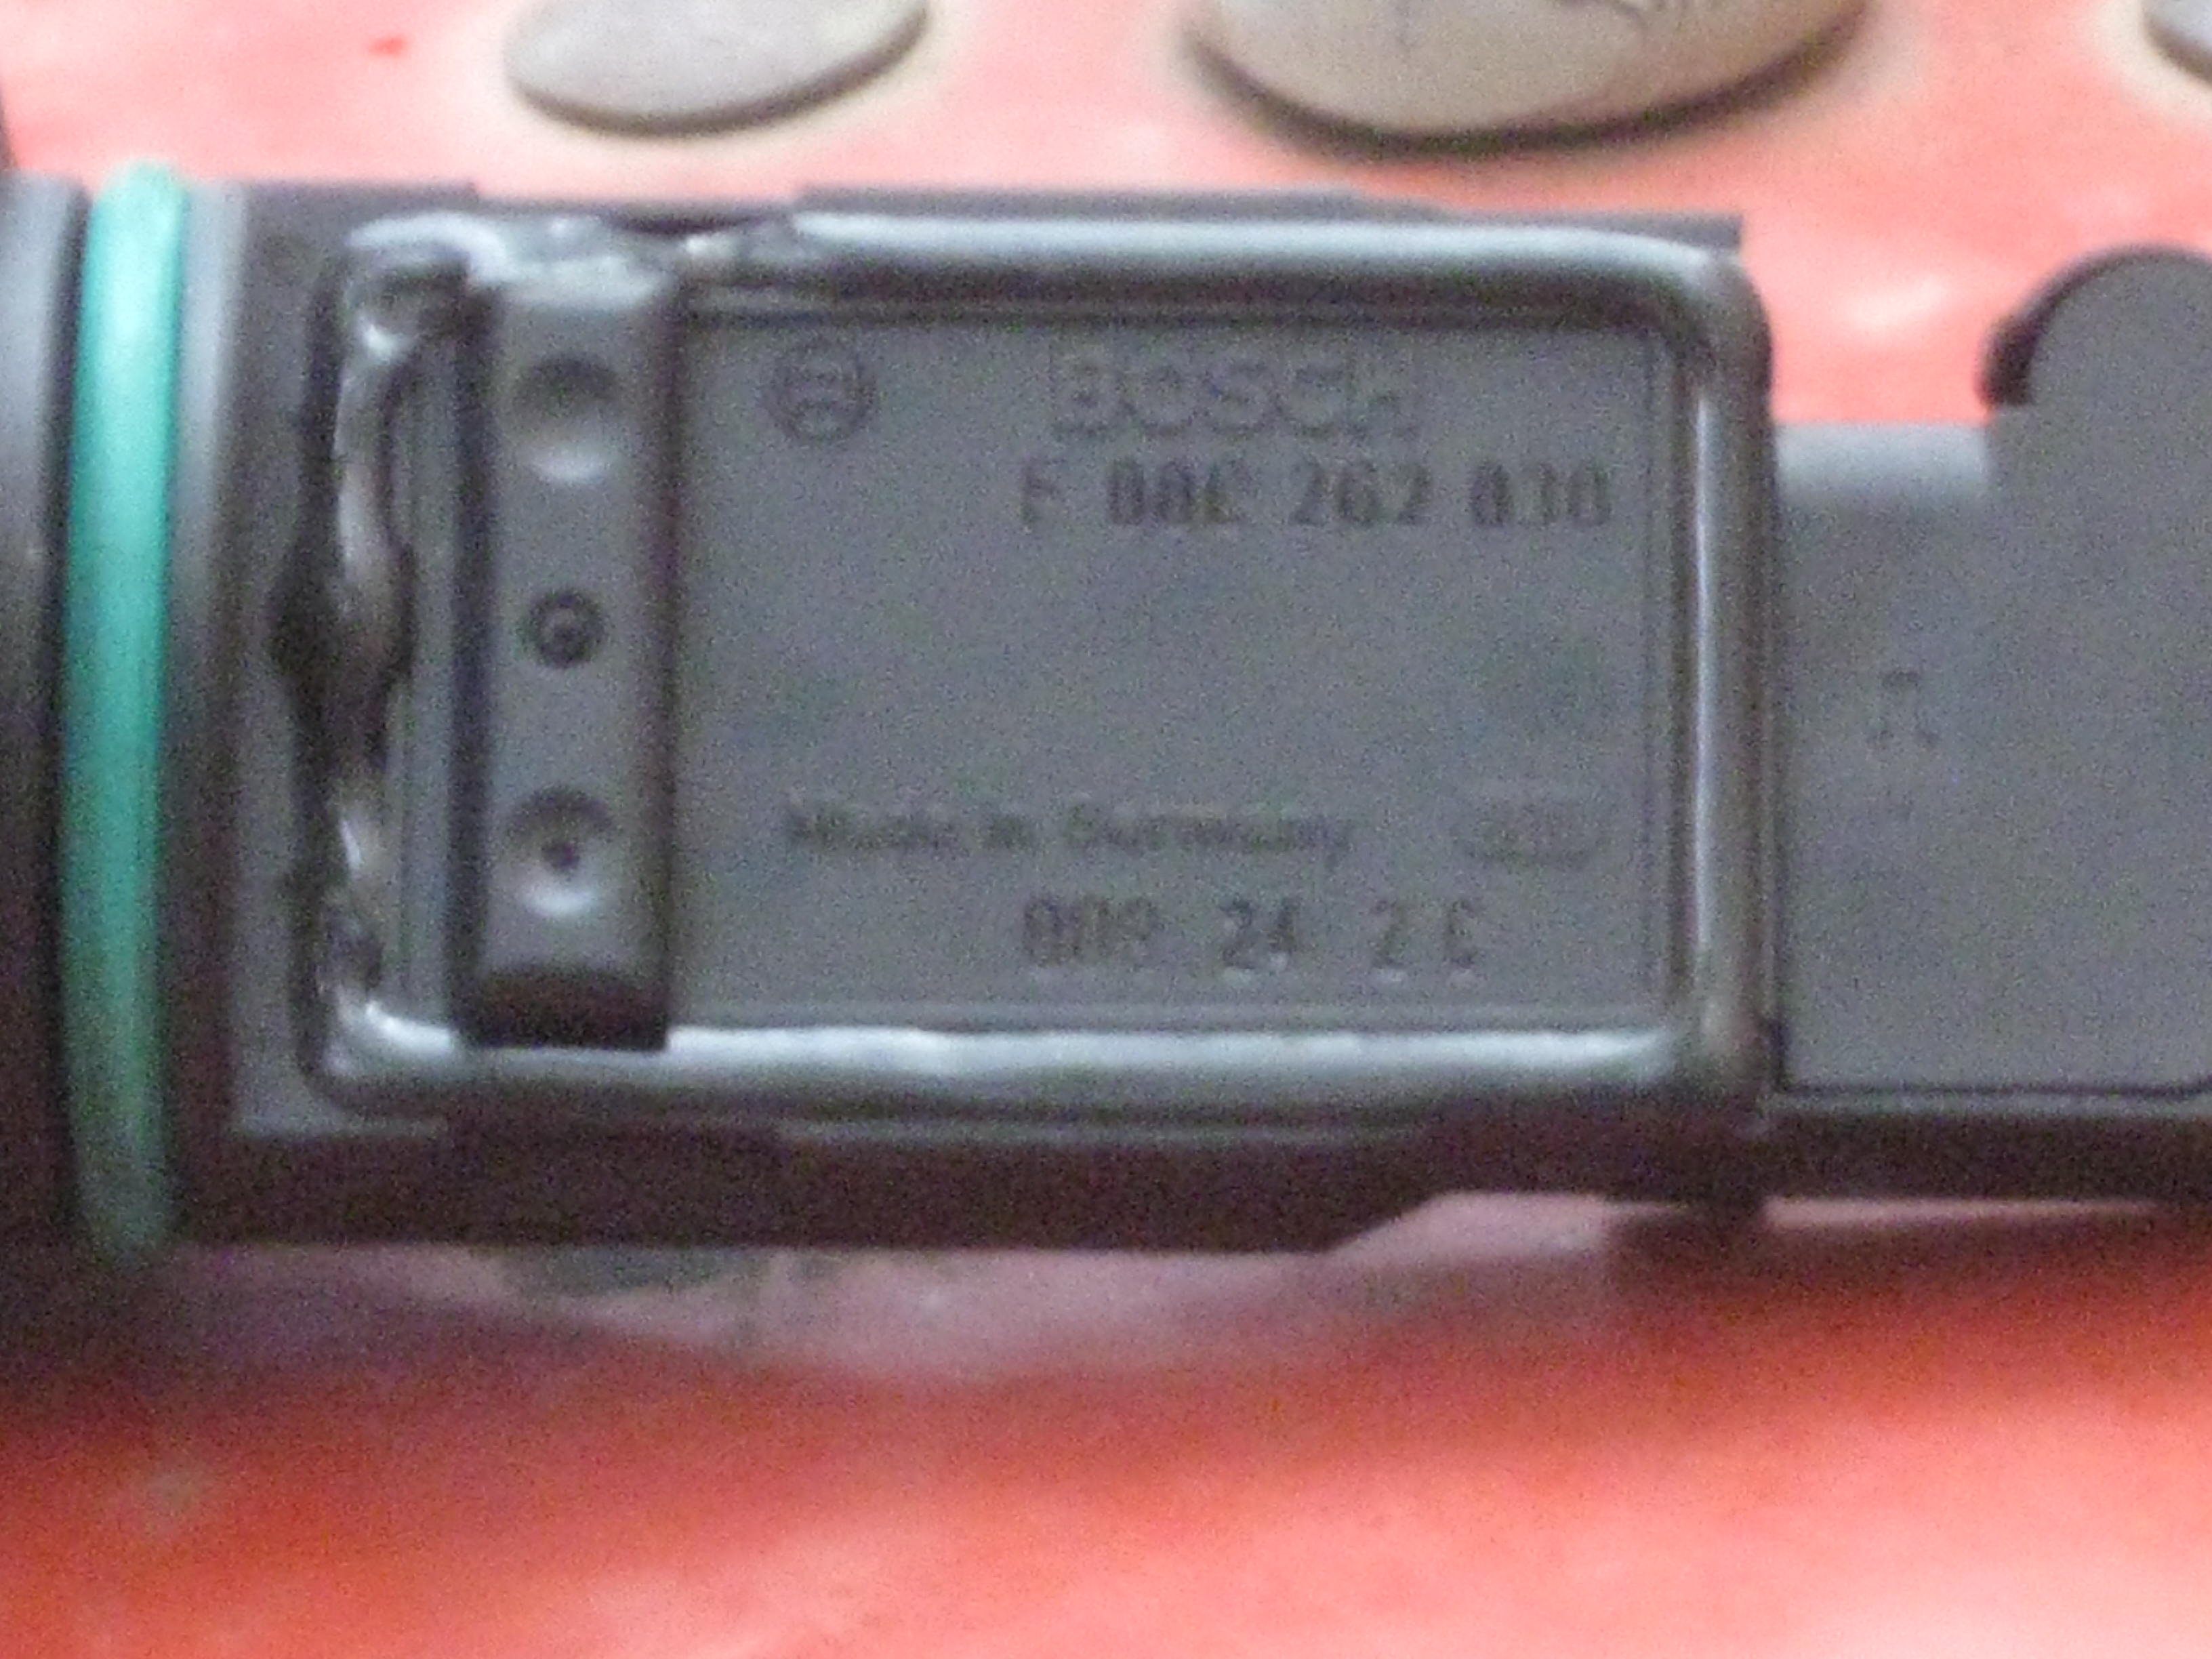 BOSCH
F 00C 262 030
Made in Germany
009 24 2 C